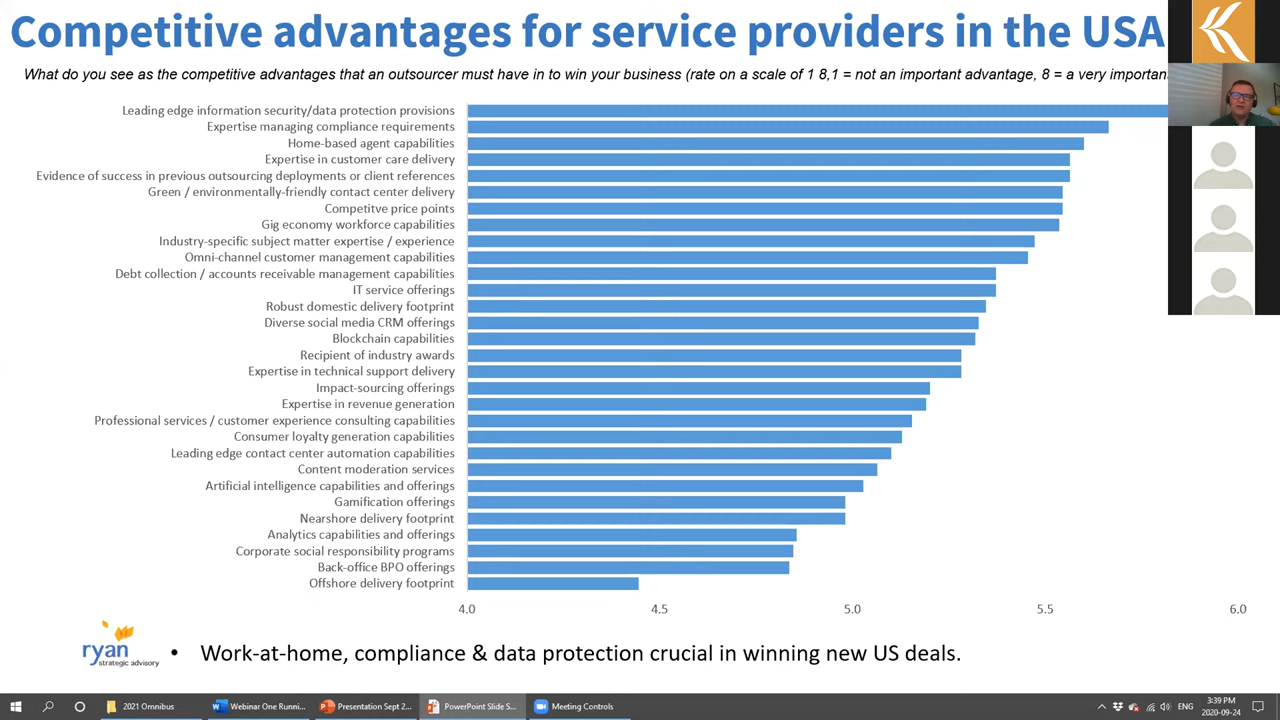 Competitive advantages for service providers in the USA
What do you see as the competitive advantages that an outsourcer must have in to win your business (rate on a scale of 1 8,1 = not an important advantage, 8 = a very important
Leading edge information security/data protection provisions
Expertise managing compliance requirements
Home-based agent capabilities
Expertise in customer care delivery
Evidence of success in previous outsourcing deployments or client references
Green / environmentally-friendly contact center delivery
Competitve price points
Gig economy workforce capabilities
Industry-specific subject matter expertise / experience
Omni-channel customer management capabilities
Debt collection / accounts receivable management capabilities
IT service offerings
Robust domestic delivery footprint
Diverse social media CRM offerings
Blockchain capabilities
Recipient of industry awards
Expertise in technical support delivery
Impact-sourcing offerings
Expertise in revenue generation
Professional services / customer experience consulting capabilities
Consumer loyalty generation capabilities
Leading edge contact center automation capabilities
Content moderation services
Artificial intelligence capabilities and offerings
Gamification offerings
Nearshore delivery footprint
Analytics capabilities and offerings
Corporate social responsibility programs
Back-office BPO offerings
Offshore delivery footprint
4.0 4.5 5.0 5.5 6.0
ryan
strategic advisory
• Work-at-home, compliance & data protection crucial in winning new US deals.
2021 Omnibus
Webinar One Runni...
Presentation Sept 2...
PowerPoint Slide S...
Meeting Controls
ENG
3:39 PM
2020-09-24